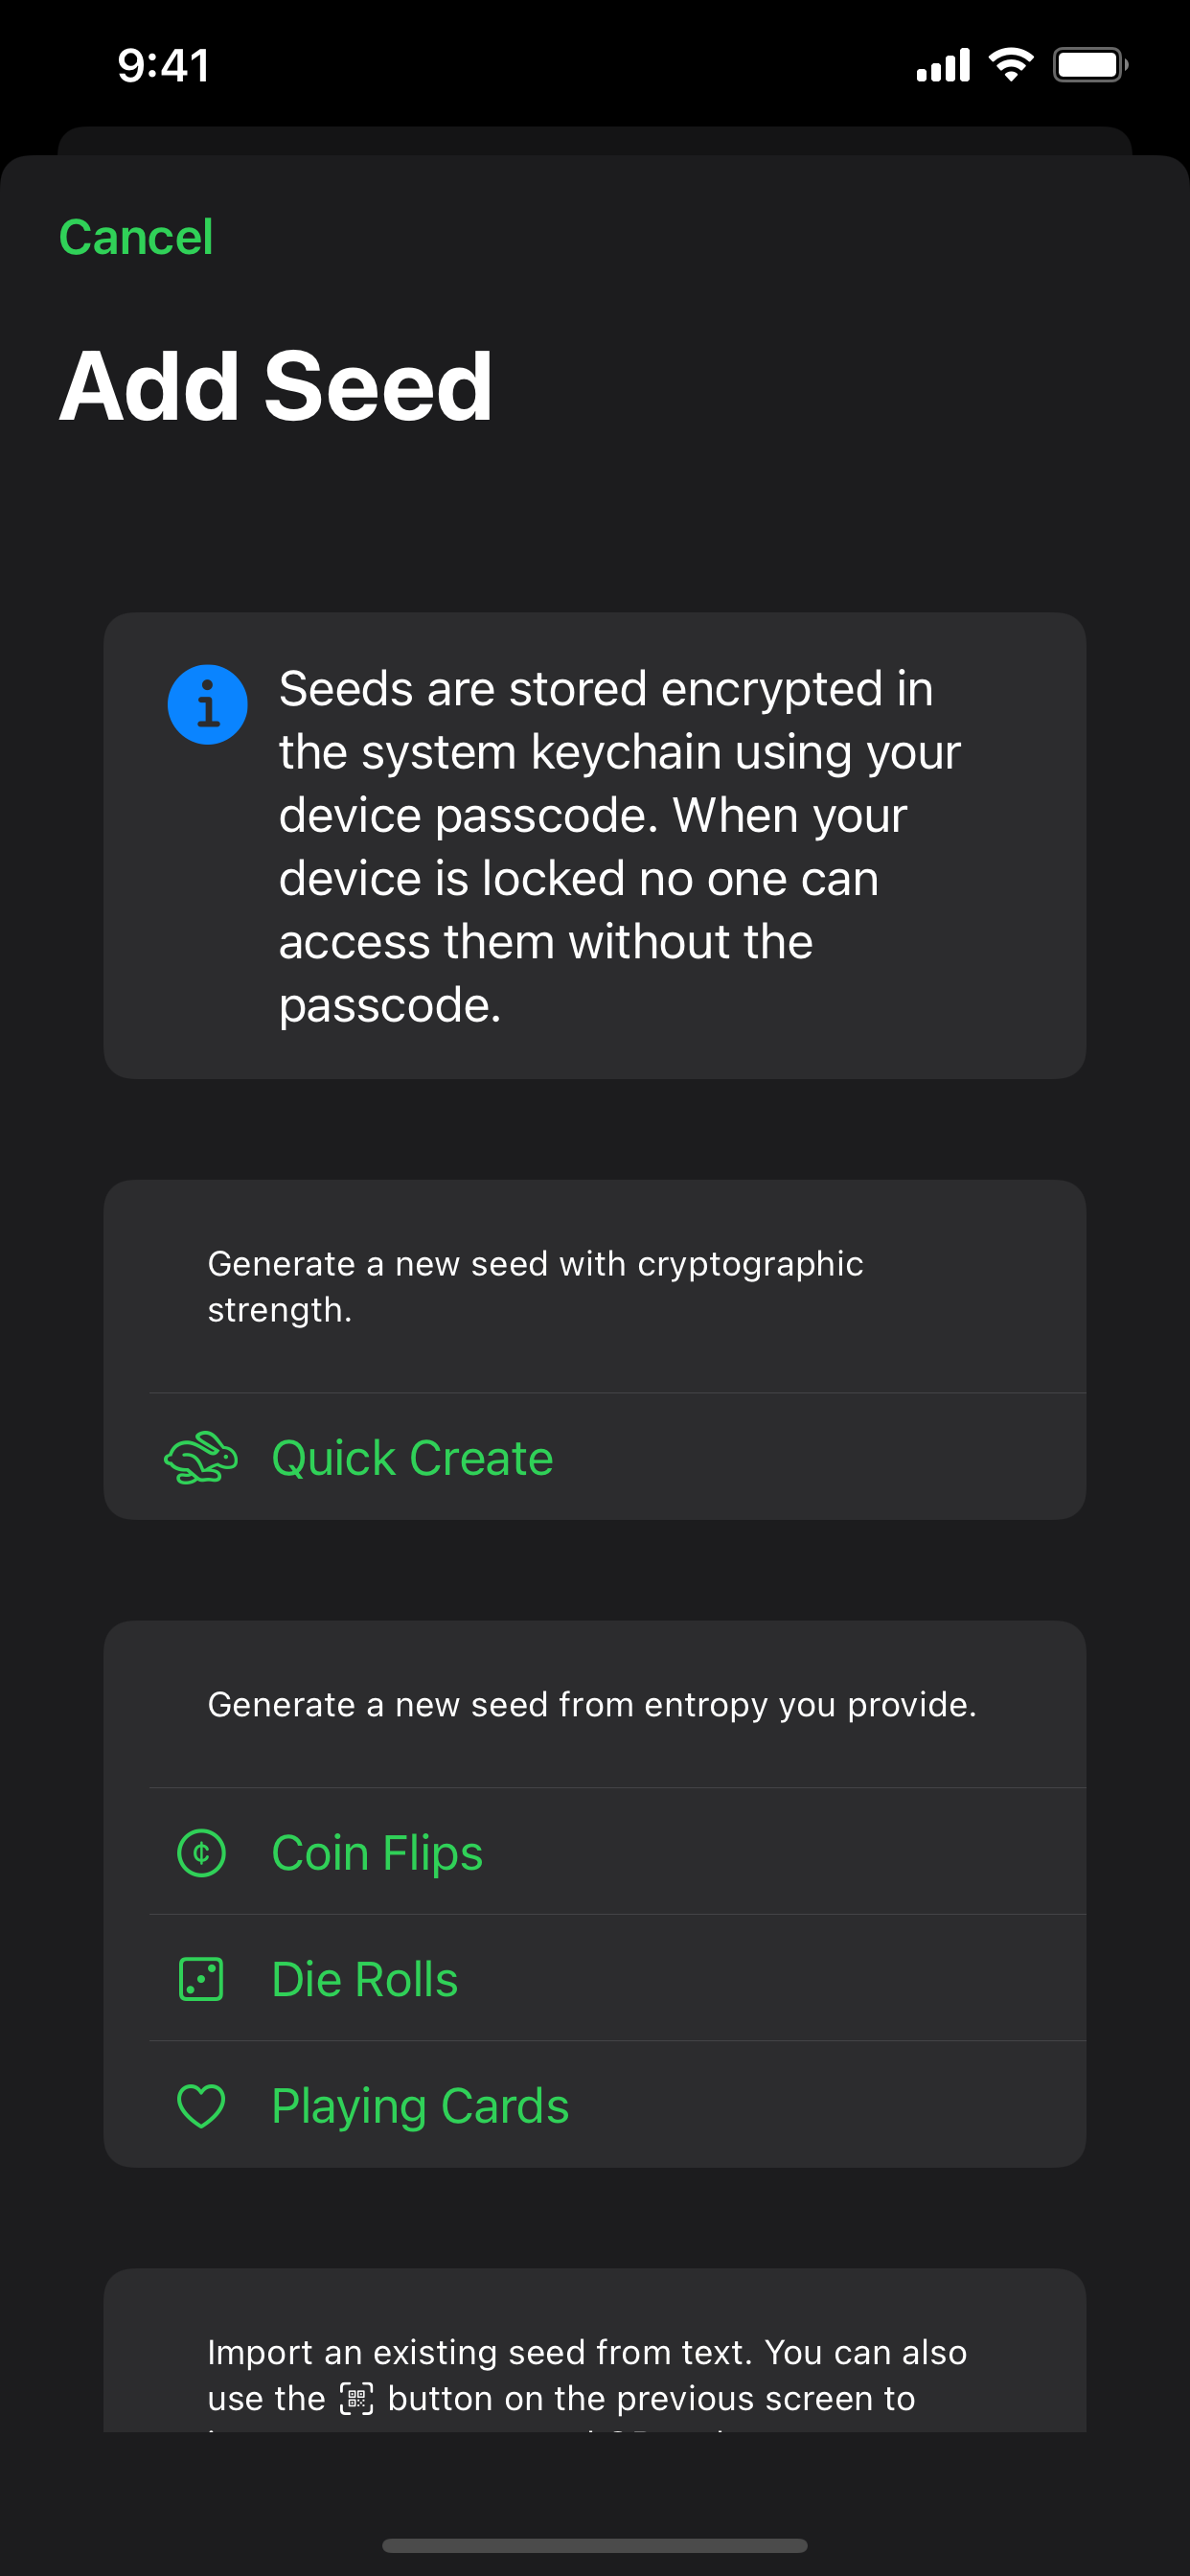 9:41
Cancel
Add Seed
Seeds are stored encrypted in
the system keychain using your
device passcode. When your
device is locked no one can
access them without the
passcode.
Generate a new seed with cryptographic
strength.
Quick Create
Generate a new seed from entropy you provide.
Coin Flips
Die Rolls
Playing Cards
Import an existing seed from text. You can also
use the button on the previous screen to